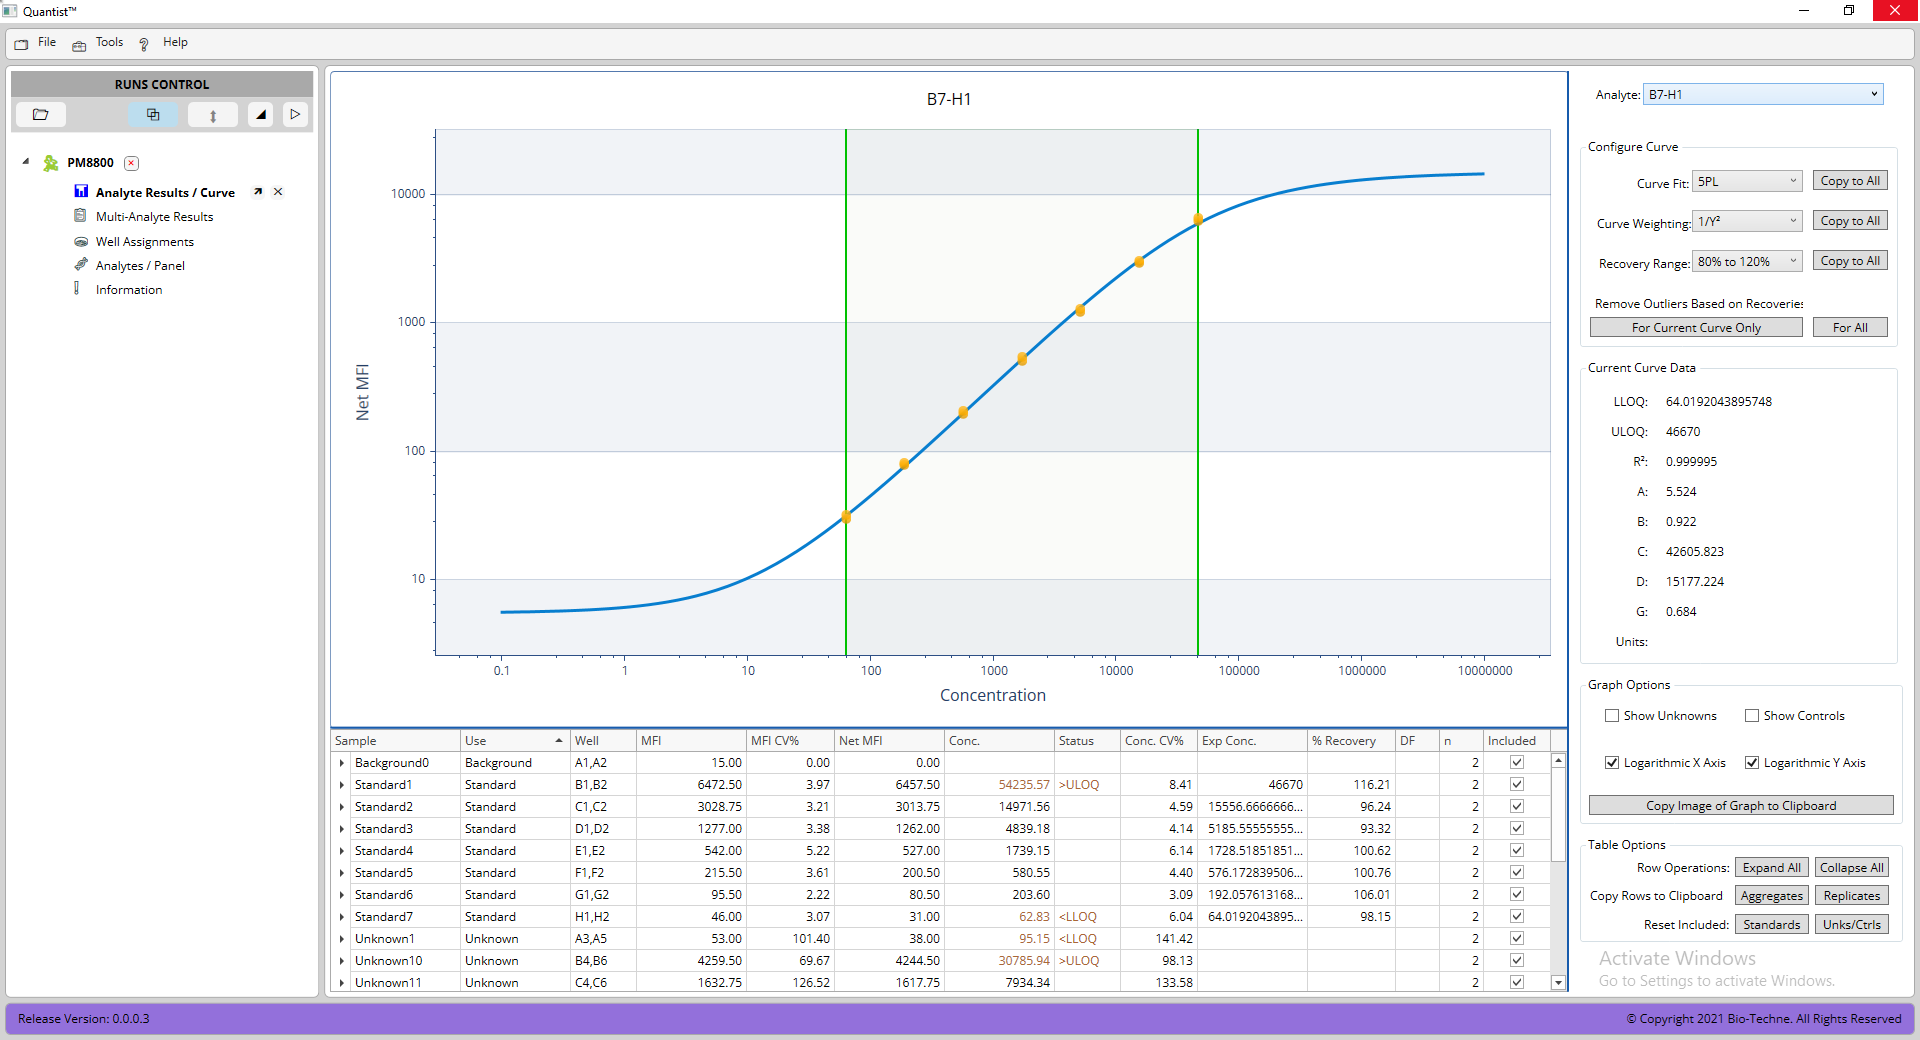 Quantist™
File Tools Help
RUNS CONTROL
PM8800
Analyte Results / Curve
Multi-Analyte Results
Well Assignments
Analytes / Panel
Information
B7-H1
Net MFI
10000
1000
100
10
0.1 1 10 100 1000 10000 100000 1000000 10000000
Concentration
Sample Use Well MFI MFI CV% Net MFI Conc. Status Conc. CV% Exp Conc. % Recovery DF n Included
Background0 Background A1,A2 15.00 0.00 0.00 2
Standard1 Standard B1,B2 6472.50 3.97 6457.50 54235.57 >ULOQ 8.41 46670 116.21 2
Standard2 Standard C1,C2 3028.75 3.21 3013.75 14971.56 4.59 15556.6666666... 96.24 2
Standard3 Standard D1,D2 1277.00 3.38 1262.00 4839.18 4.14 5185.55555555... 93.32 2
Standard4 Standard E1,E2 542.00 5.22 527.00 1739.15 6.14 1728.51851851... 100.62 2
Standard5 Standard F1,F2 215.50 3.61 200.50 580.55 4.40 576.172839506... 100.76 2
Standard6 Standard G1,G2 95.50 2.22 80.50 203.60 3.09 192.057613168... 106.01 2
Standard7 Standard H1,H2 46.00 3.07 31.00 62.83 <LLOQ 6.04 64.0192043895... 98.15 2
Unknown1 Unknown A3,A5 53.00 101.40 38.00 95.15 <LLOQ 141.42 2
Unknown10 Unknown B4,B6 4259.50 69.67 4244.50 30785.94 >ULOQ 98.13 2
Unknown11 Unknown C4,C6 1632.75 126.52 1617.75 7934.34 133.58 2
Analyte: B7-H1
Configure Curve
Curve Fit: 5PL Copy to All
Curve Weighting: 1/Y² Copy to All
Recovery Range: 80% to 120% Copy to All
Remove Outliers Based on Recoveries
For Current Curve Only For All
Current Curve Data
LLOQ: 64.0192043895748
ULOQ: 46670
R²: 0.999995
A: 5.524
B: 0.922
C: 42605.823
D: 15177.224
G: 0.684
Units:
Graph Options
Show Unknowns Show Controls
Logarithmic X Axis Logarithmic Y Axis
Copy Image of Graph to Clipboard
Table Options
Row Operations: Expand All Collapse All
Copy Rows to Clipboard Aggregates Replicates
Reset Included: Standards Unks/Ctrls
Activate Windows
Go to Settings to activate Windows.
Release Version: 0.0.0.3
© Copyright 2021 Bio-Techne. All Rights Reserved